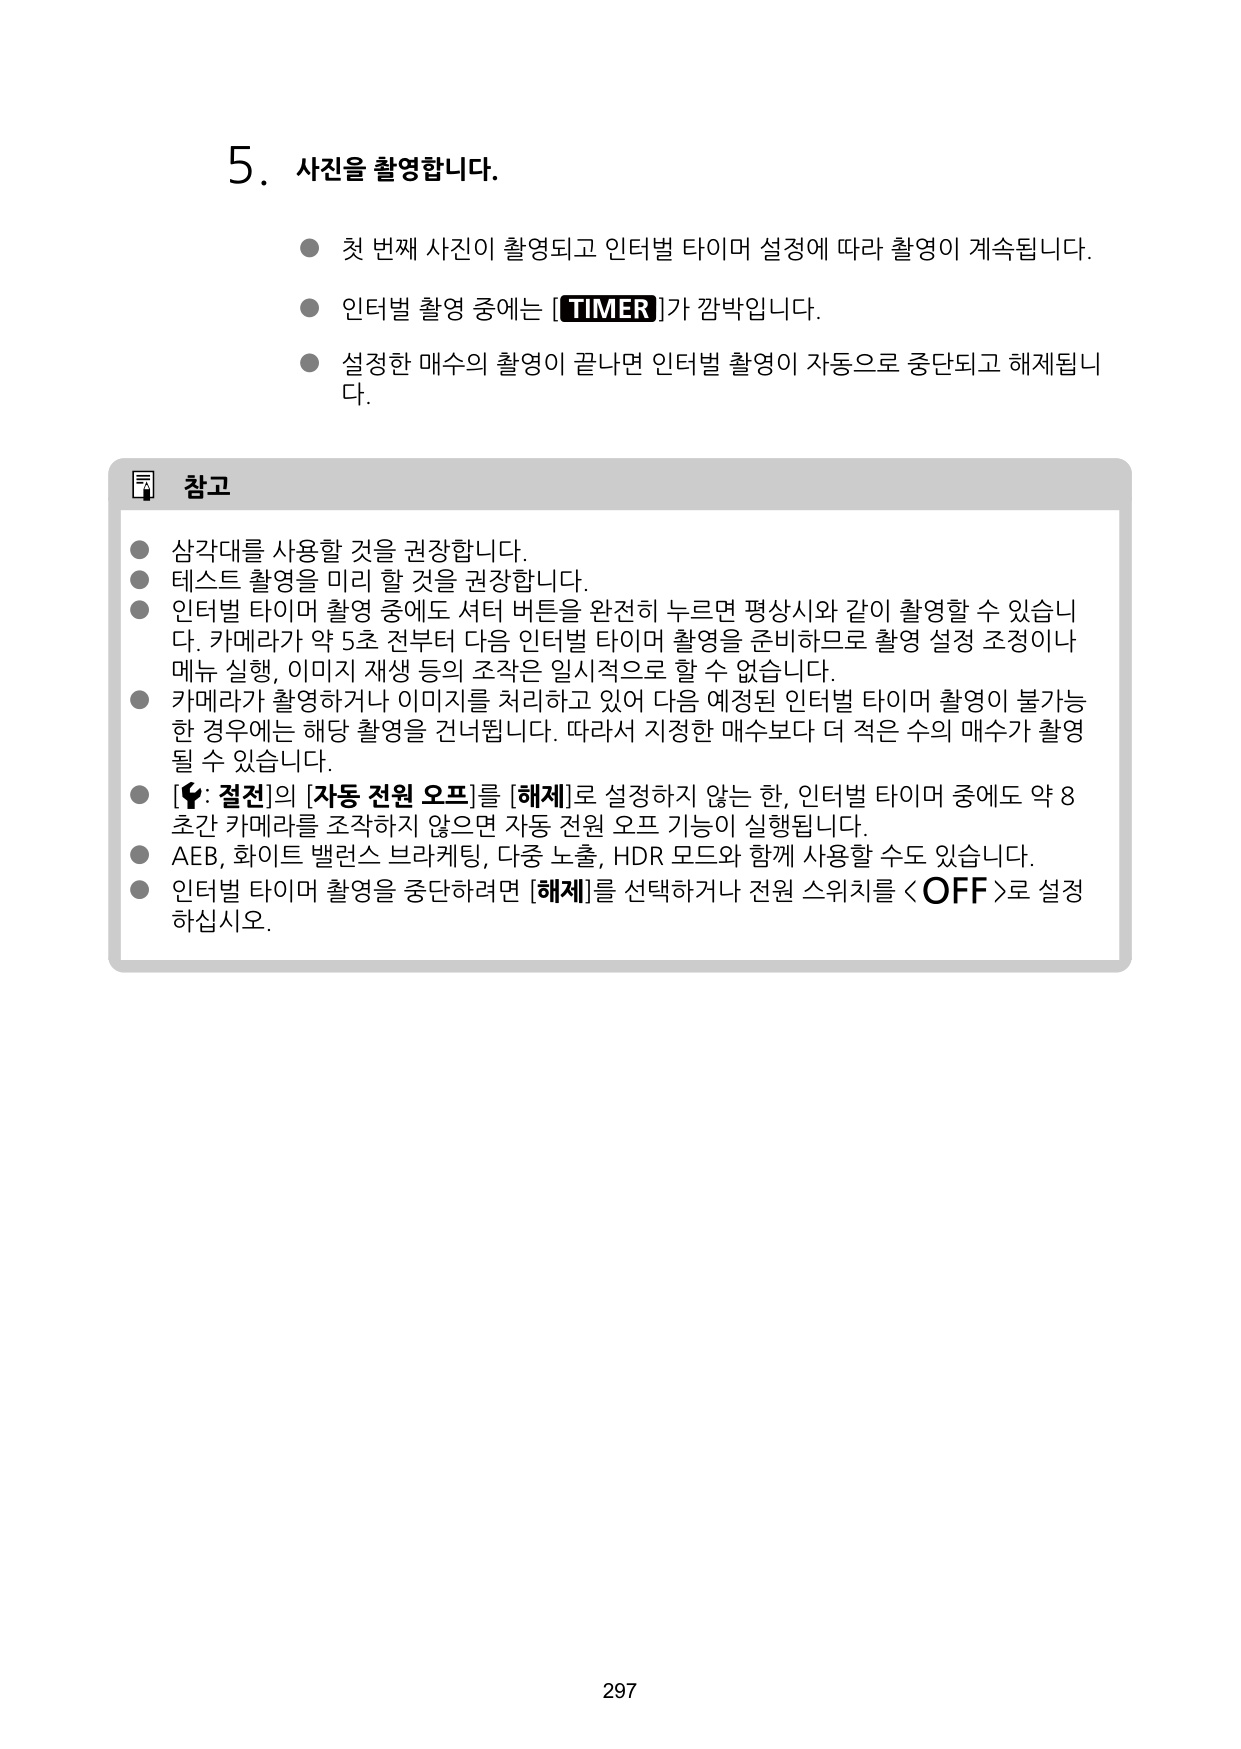 5. 사진을 촬영합니다.
● 첫 번째 사진이 촬영되고 인터벌 타이머 설정에 따라 촬영이 계속됩니다.
● 인터벌 촬영 중에는 [TIMER]가 깜박입니다.
● 설정한 매수의 촬영이 끝나면 인터벌 촬영이 자동으로 중단되고 해제됩니
다.
참고
● 삼각대를 사용할 것을 권장합니다.
● 테스트 촬영을 미리 할 것을 권장합니다.
● 인터벌 타이머 촬영 중에도 셔터 버튼을 완전히 누르면 평상시와 같이 촬영할 수 있습니
다. 카메라가 약 5초 전부터 다음 인터벌 타이머 촬영을 준비하므로 촬영 설정 조정이나
메뉴 실행, 이미지 재생 등의 조작은 일시적으로 할 수 없습니다.
● 카메라가 촬영하거나 이미지를 처리하고 있어 다음 예정된 인터벌 타이머 촬영이 불가능
한 경우에는 해당 촬영을 건너뜁니다. 따라서 지정한 매수보다 더 적은 수의 매수가 촬영
될 수 있습니다.
● [: 절전]의 [자동 전원 오프]를 [해제]로 설정하지 않는 한, 인터벌 타이머 중에도 약 8
초간 카메라를 조작하지 않으면 자동 전원 오프 기능이 실행됩니다.
● AEB, 화이트 밸런스 브라케팅, 다중 노출, HDR 모드와 함께 사용할 수도 있습니다.
● 인터벌 타이머 촬영을 중단하려면 [해제]를 선택하거나 전원 스위치를 <OFF>로 설정
하십시오.
297